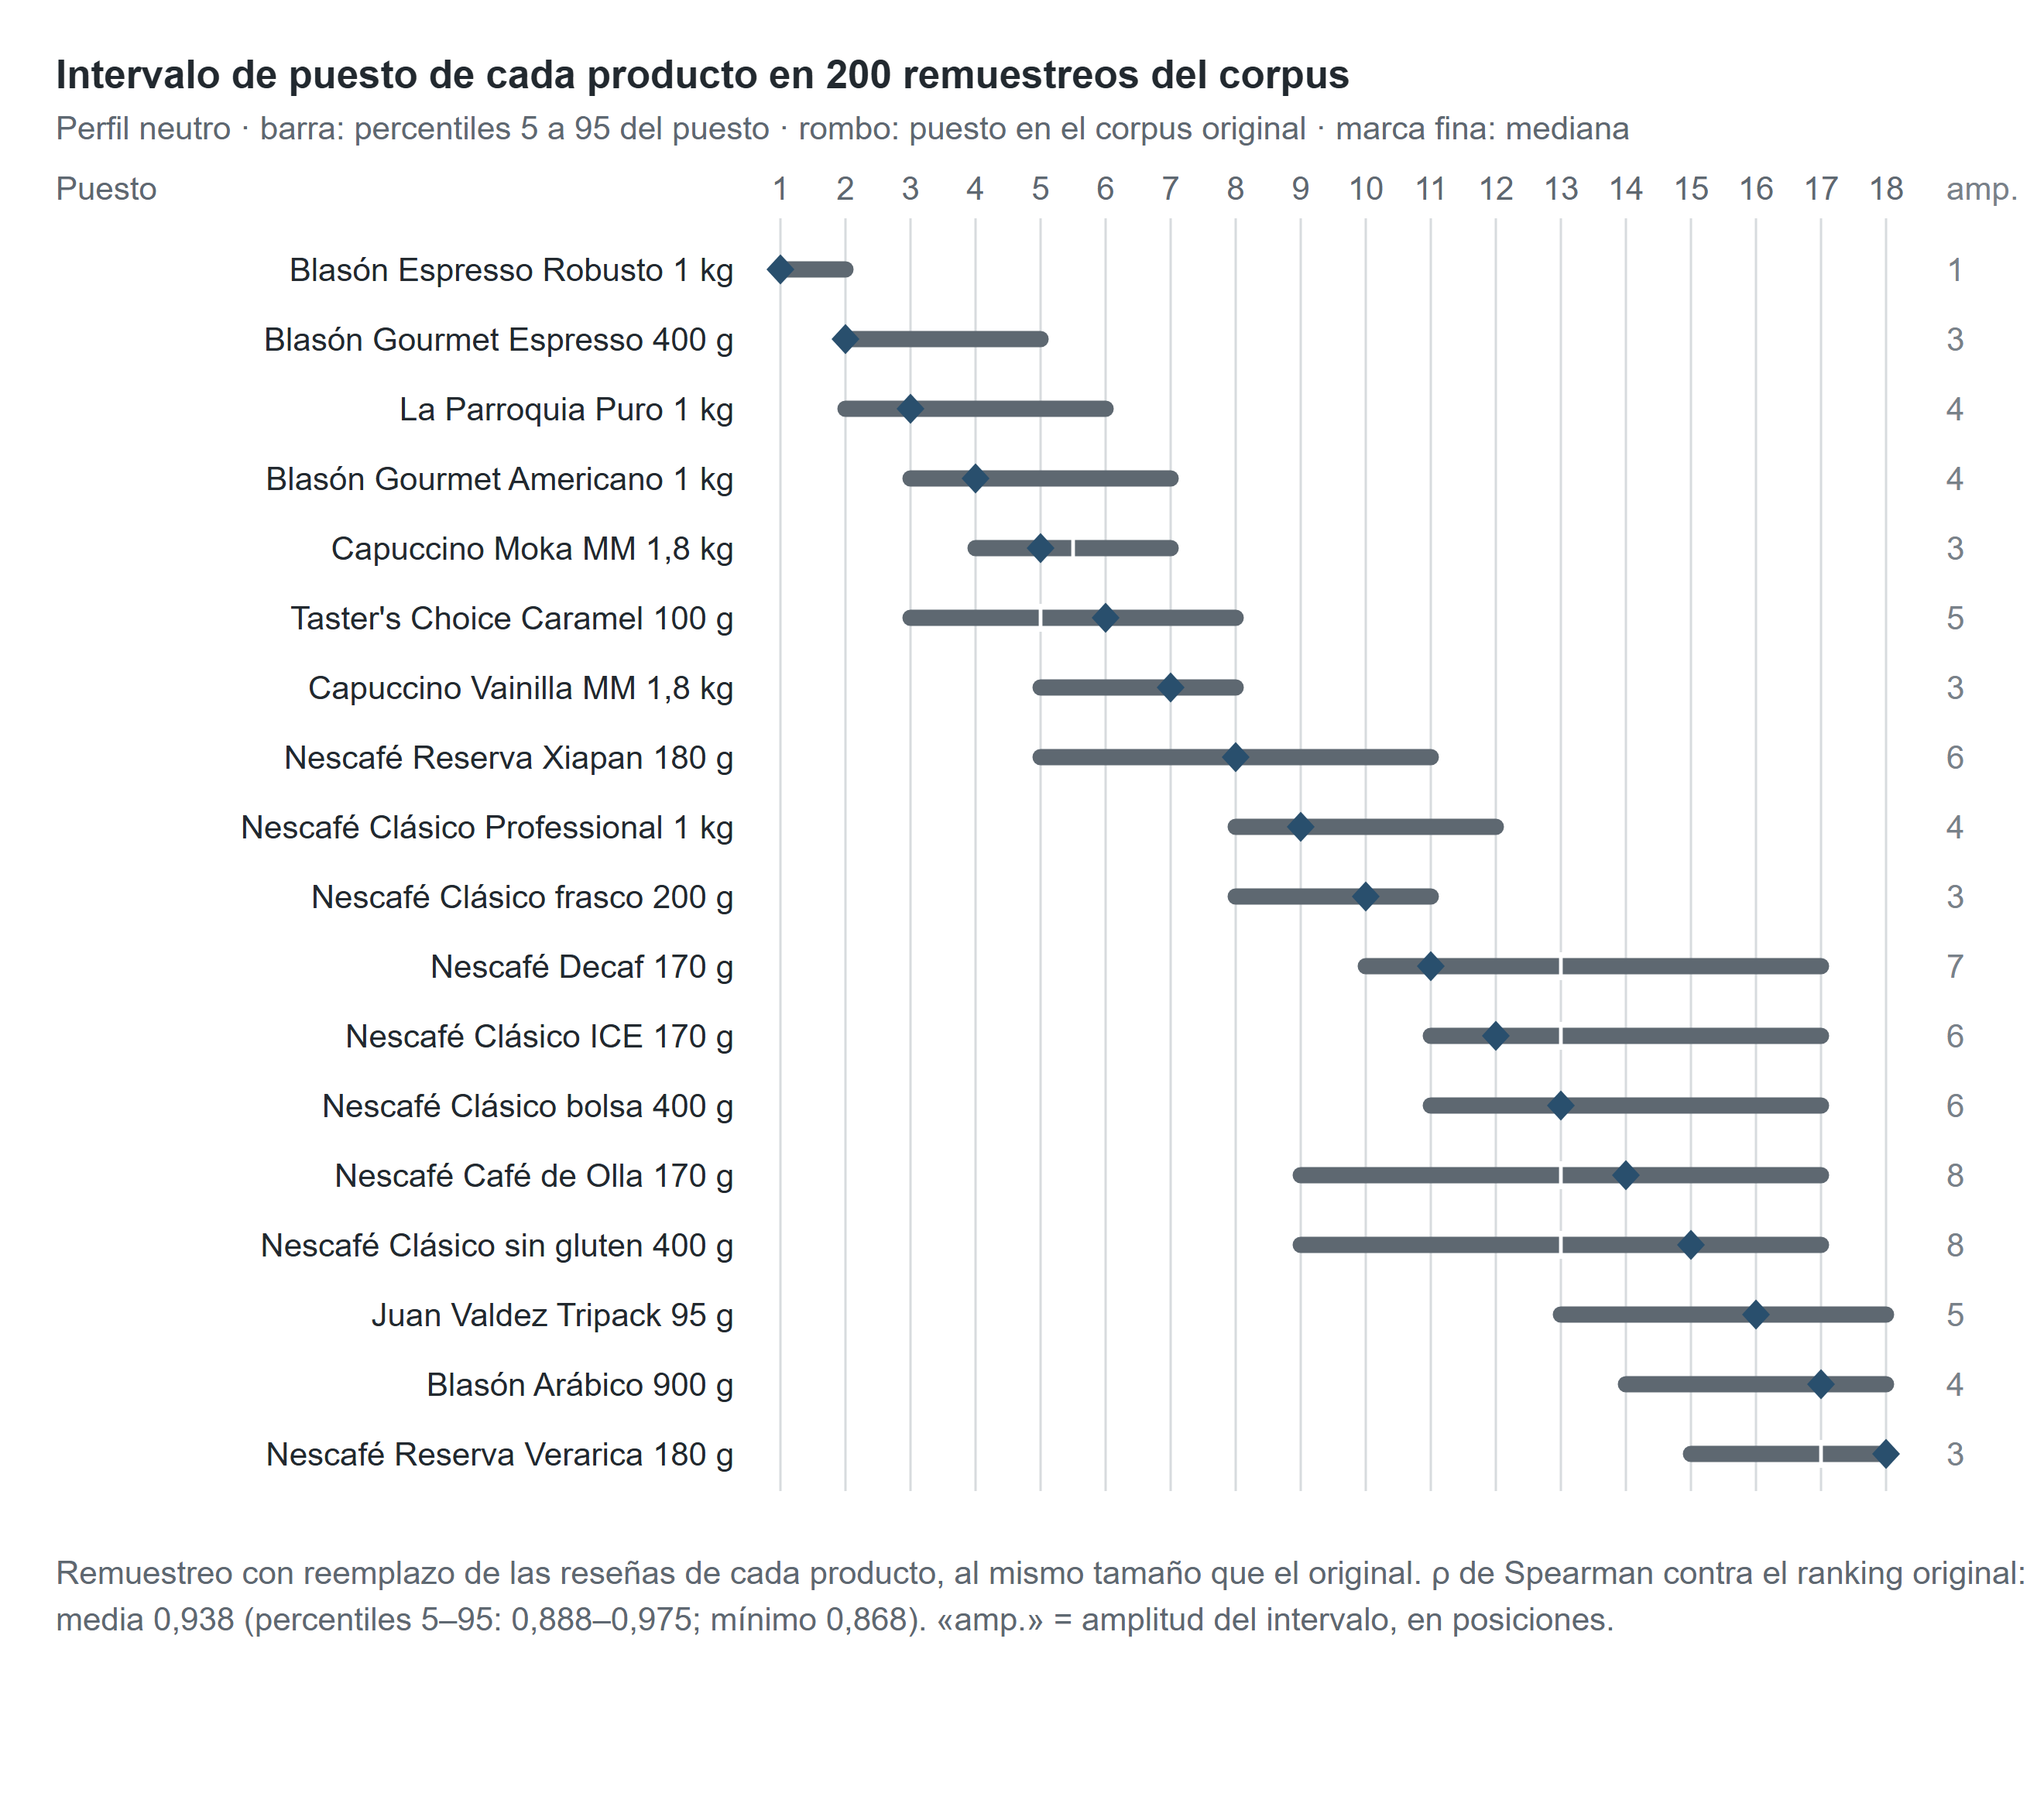 Intervalo de puesto de cada producto en 200 remuestreos del corpus
Perfil neutro · barra: percentiles 5 a 95 del puesto · rombo: puesto en el corpus original · marca fina: mediana
Puesto 1 2 3 4 5 6 7 8 9 10 11 12 13 14 15 16 17 18 amp.
Blasón Espresso Robusto 1 kg 1
Blasón Gourmet Espresso 400 g 3
La Parroquia Puro 1 kg 4
Blasón Gourmet Americano 1 kg 4
Capuccino Moka MM 1,8 kg 3
Taster's Choice Caramel 100 g 5
Capuccino Vainilla MM 1,8 kg 3
Nescafé Reserva Xiapan 180 g 6
Nescafé Clásico Professional 1 kg 4
Nescafé Clásico frasco 200 g 3
Nescafé Decaf 170 g 7
Nescafé Clásico ICE 170 g 6
Nescafé Clásico bolsa 400 g 6
Nescafé Café de Olla 170 g 8
Nescafé Clásico sin gluten 400 g 8
Juan Valdez Tripack 95 g 5
Blasón Arábico 900 g 4
Nescafé Reserva Verarica 180 g 3
Remuestreo con reemplazo de las reseñas de cada producto, al mismo tamaño que el original. ρ de Spearman contra el ranking original:
media 0,938 (percentiles 5–95: 0,888–0,975; mínimo 0,868). «amp.» = amplitud del intervalo, en posiciones.